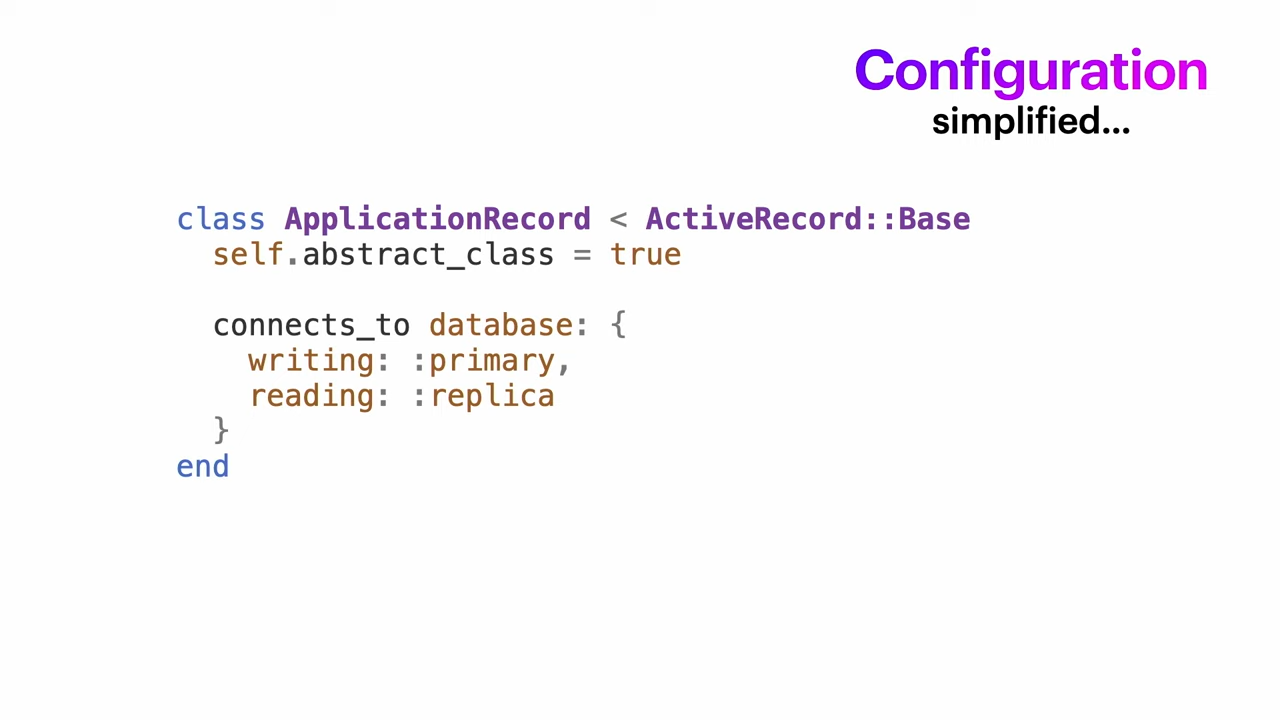 Configuration
simplified...
class ApplicationRecord < ActiveRecord::Base
  self.abstract_class = true
  connects_to database: {
    writing: :primary,
    reading: :replica
  }
end